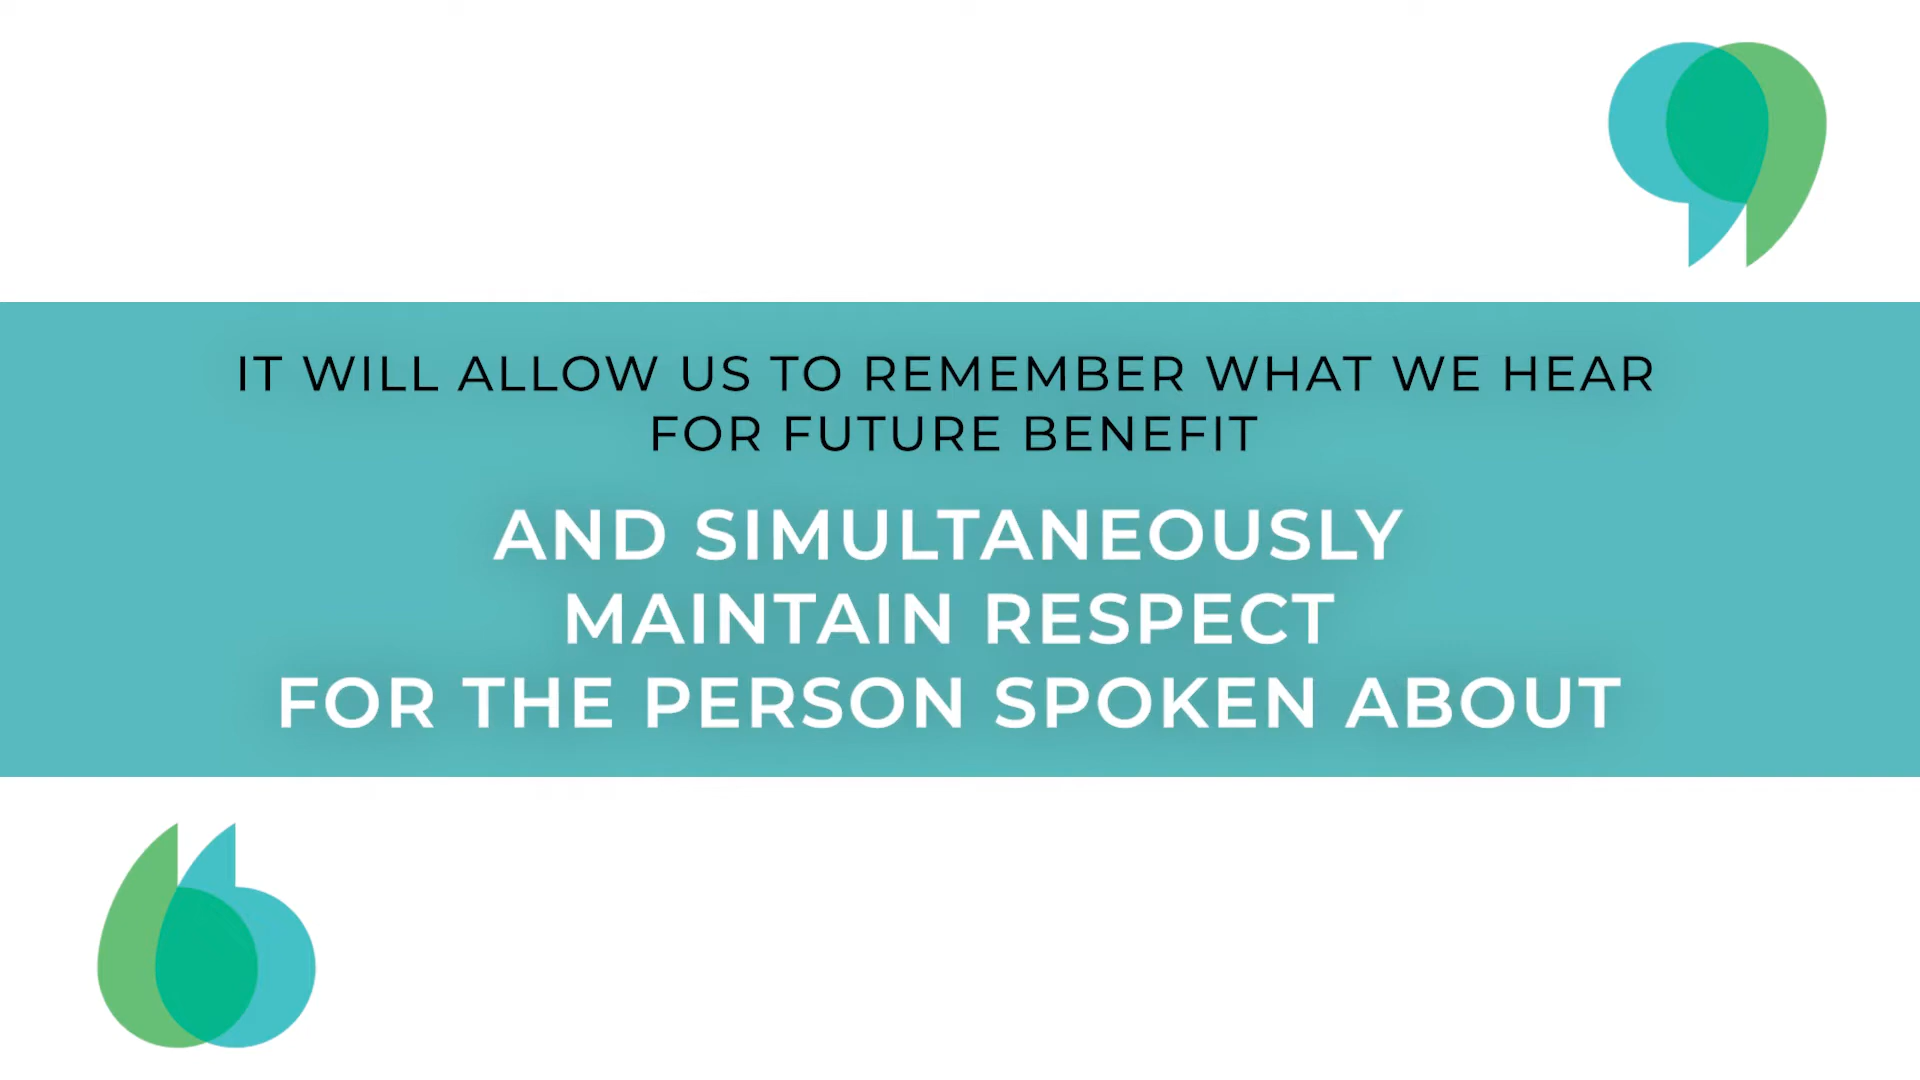 IT WILL ALLOW US TO REMEMBER WHAT WE HEAR
FOR FUTURE BENEFIT
AND SIMULTANEOUSLY
MAINTAIN RESPECT
FOR THE PERSON SPOKEN ABOUT